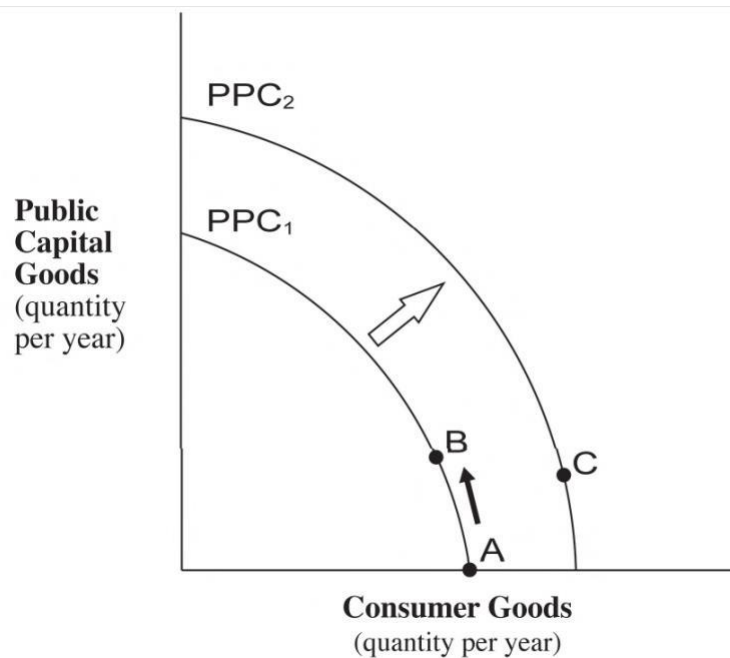 PPC₂
PPC₁
Public
Capital
Goods
(quantity
per year)
B
C
A
Consumer Goods
(quantity per year)